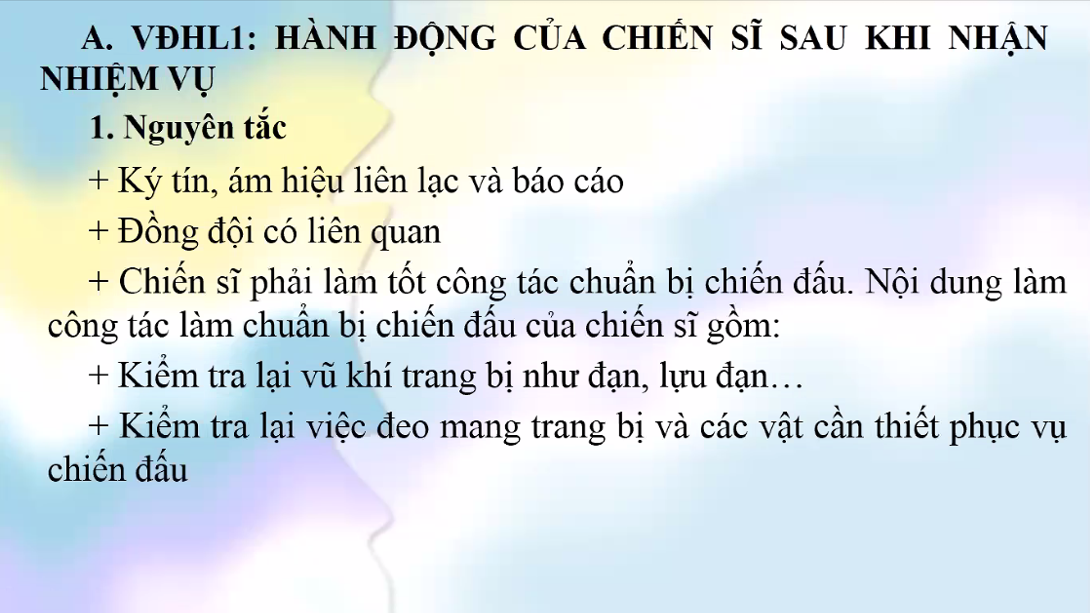 A. VĐHL1: HÀNH ĐỘNG CỦA CHIẾN SĨ SAU KHI NHẬN
NHIỆM VỤ
1. Nguyên tắc
+ Ký tín, ám hiệu liên lạc và báo cáo
+ Đồng đội có liên quan
+ Chiến sĩ phải làm tốt công tác chuẩn bị chiến đấu. Nội dung làm
công tác làm chuẩn bị chiến đấu của chiến sĩ gồm:
+ Kiểm tra lại vũ khí trang bị như đạn, lựu đạn…
+ Kiểm tra lại việc đeo mang trang bị và các vật cần thiết phục vụ
chiến đấu